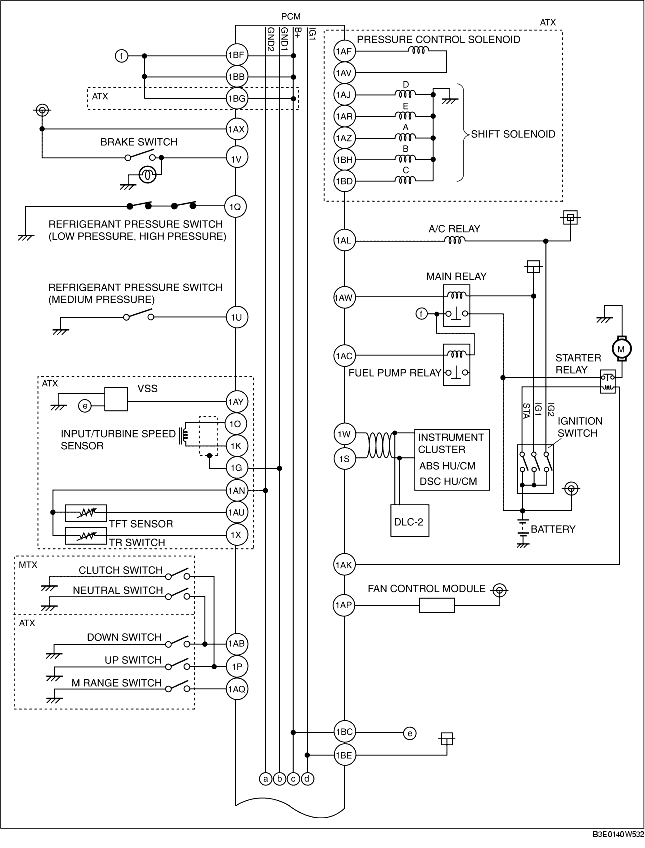 PCM
ATX
GND2
GND1
B+
IG1
f
1BF
1BB
ATX
1BG
1AX
BRAKE SWITCH
1V
1Q
REFRIGERANT PRESSURE SWITCH
(LOW PRESSURE, HIGH PRESSURE)
REFRIGERANT PRESSURE SWITCH
(MEDIUM PRESSURE)
1U
ATX
VSS
e
1AY
1O
INPUT/TURBINE SPEED
SENSOR
1K
1G
1AN
1AU
TFT SENSOR
1X
TR SWITCH
MTX
CLUTCH SWITCH
NEUTRAL SWITCH
ATX
DOWN SWITCH
1AB
UP SWITCH
1P
M RANGE SWITCH
1AQ
a
b
c
d
1AF
PRESSURE CONTROL SOLENOID
1AV
1AJ
D
1AR
E
1AZ
A
SHIFT SOLENOID
1BH
B
1BD
C
1AL
A/C RELAY
MAIN RELAY
1AW
f
1AC
FUEL PUMP RELAY
M
STARTER
RELAY
STA
IG1
IG2
IGNITION
SWITCH
1W
1S
INSTRUMENT
CLUSTER
ABS HU/CM
DSC HU/CM
DLC-2
BATTERY
1AK
1AP
FAN CONTROL MODULE
1BC
e
1BE
B3E0140W532